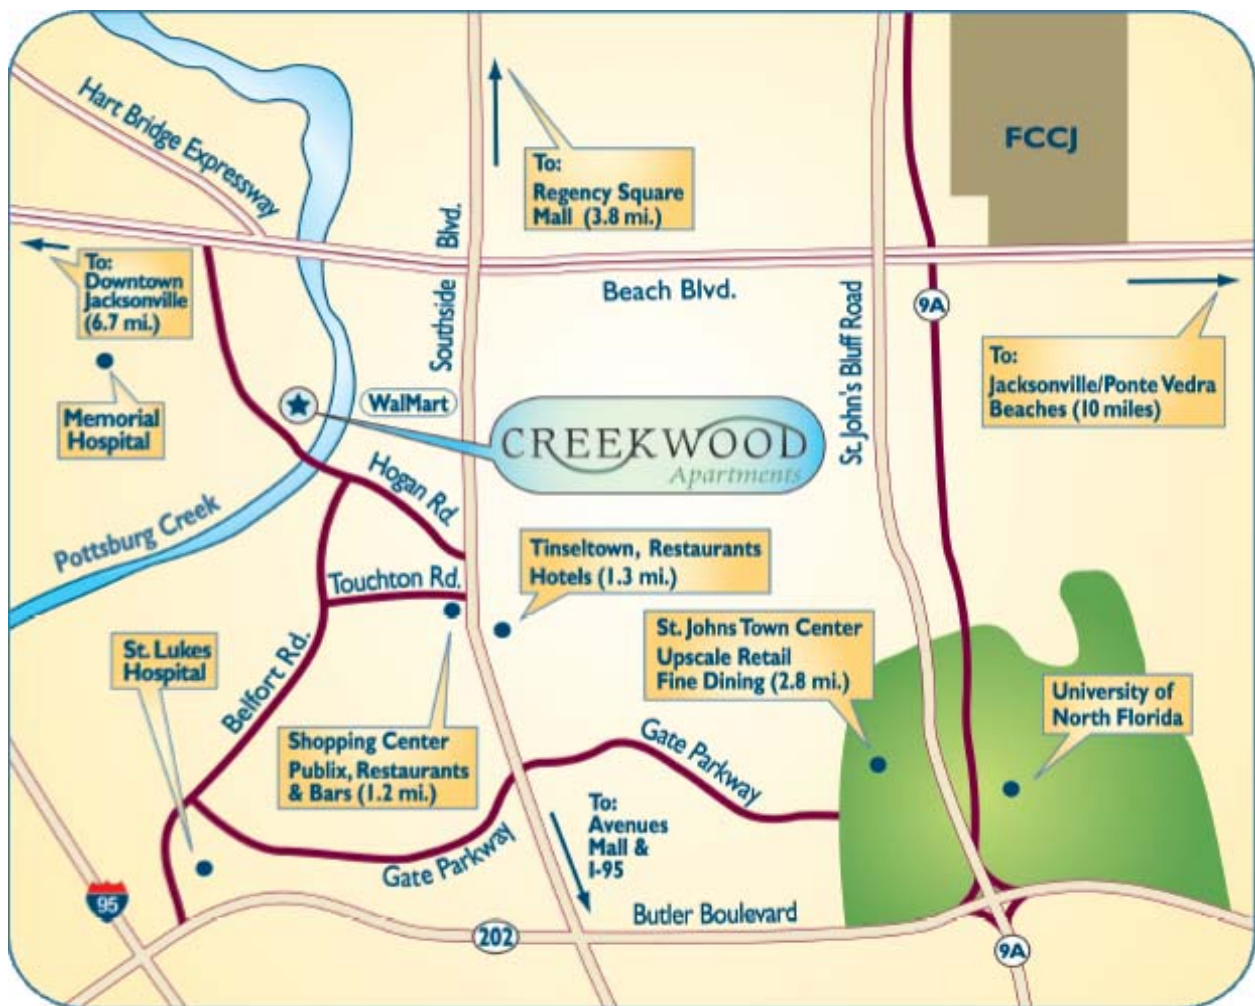 Hart Bridge Expressway
FCCJ
To:
Regency Square
Mall (3.8 mi.)
Southside Blvd.
To:
Downtown
Jacksonville
(6.7 mi.)
Beach Blvd.
St. John's Bluff Road
9A
To:
Jacksonville/Ponte Vedra
Beaches (10 miles)
Memorial
Hospital
WalMart
CREEKWOOD
Apartments
Hogan Rd.
Pottsburg Creek
Touchton Rd.
Tinseltown, Restaurants
Hotels (1.3 mi.)
St. Lukes
Hospital
Belfort Rd.
St. Johns Town Center
Upscale Retail
Fine Dining (2.8 mi.)
University of
North Florida
Shopping Center
Publix, Restaurants
& Bars (1.2 mi.)
Gate Parkway
To:
Avenues
Mall &
I-95
Gate Parkway
95
202
Butler Boulevard
9A